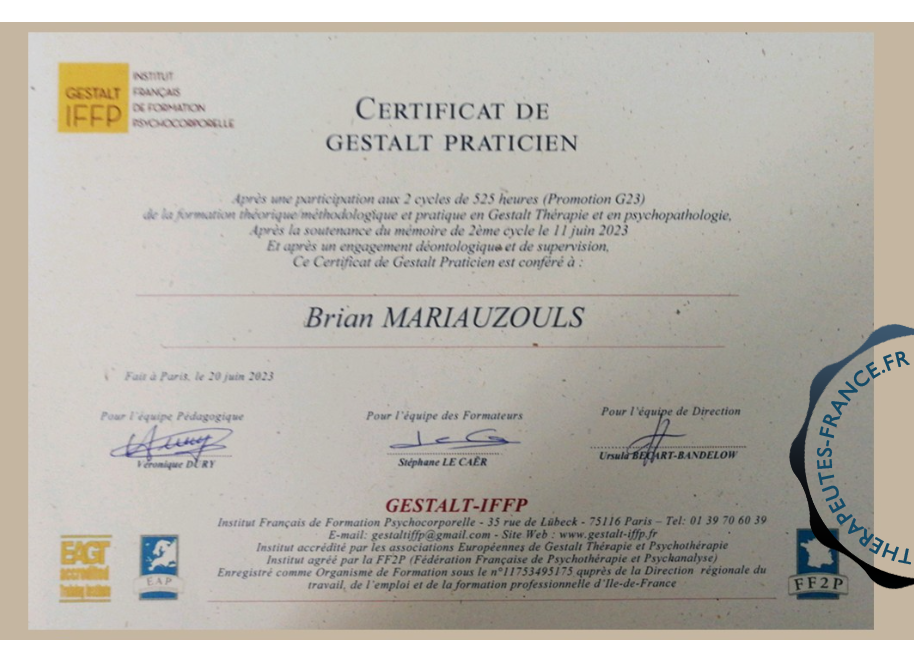 GESTALT
IFFP
INSTITUT
FRANÇAIS
DE FORMATION
PSYCHOCORPORELLE
CERTIFICAT DE
GESTALT PRATICIEN
Après une participation aux 2 cycles de 525 heures (Promotion G23)
de la formation théorique/méthodologique et pratique en Gestalt Thérapie et en psychopathologie,
Après la soutenance du mémoire de 2ème cycle le 11 juin 2023
Et après un engagement déontologique et de supervision,
Ce Certificat de Gestalt Praticien est conféré à :
Brian MARIAUZOULS
Fait à Paris, le 20 juin 2023
Pour l'équipe Pédagogique
Pour l'équipe des Formateurs
Pour l'équipe de Direction
Véronique DURY
Stéphane LE CAËR
Ursula BECART-BANDELOW
GESTALT-IFFP
Institut Français de Formation Psychocorporelle - 35 rue de Lübeck - 75116 Paris – Tel: 01 39 70 60 39
E-mail: gestaltiffp@gmail.com - Site Web : www.gestalt-iffp.fr
Institut accrédité par les associations Européennes de Gestalt Thérapie et Psychothérapie
Institut agréé par la FF2P (Fédération Française de Psychothérapie et Psychanalyse)
Enregistré comme Organisme de Formation sous le n°11753495175 auprès de la Direction régionale du
travail, de l'emploi et de la formation professionnelle d'Ile-de-France
EAGT
accredited
Training Institute
EAP
FF2P
THERAPEUTES-FRANCE.FR
HT